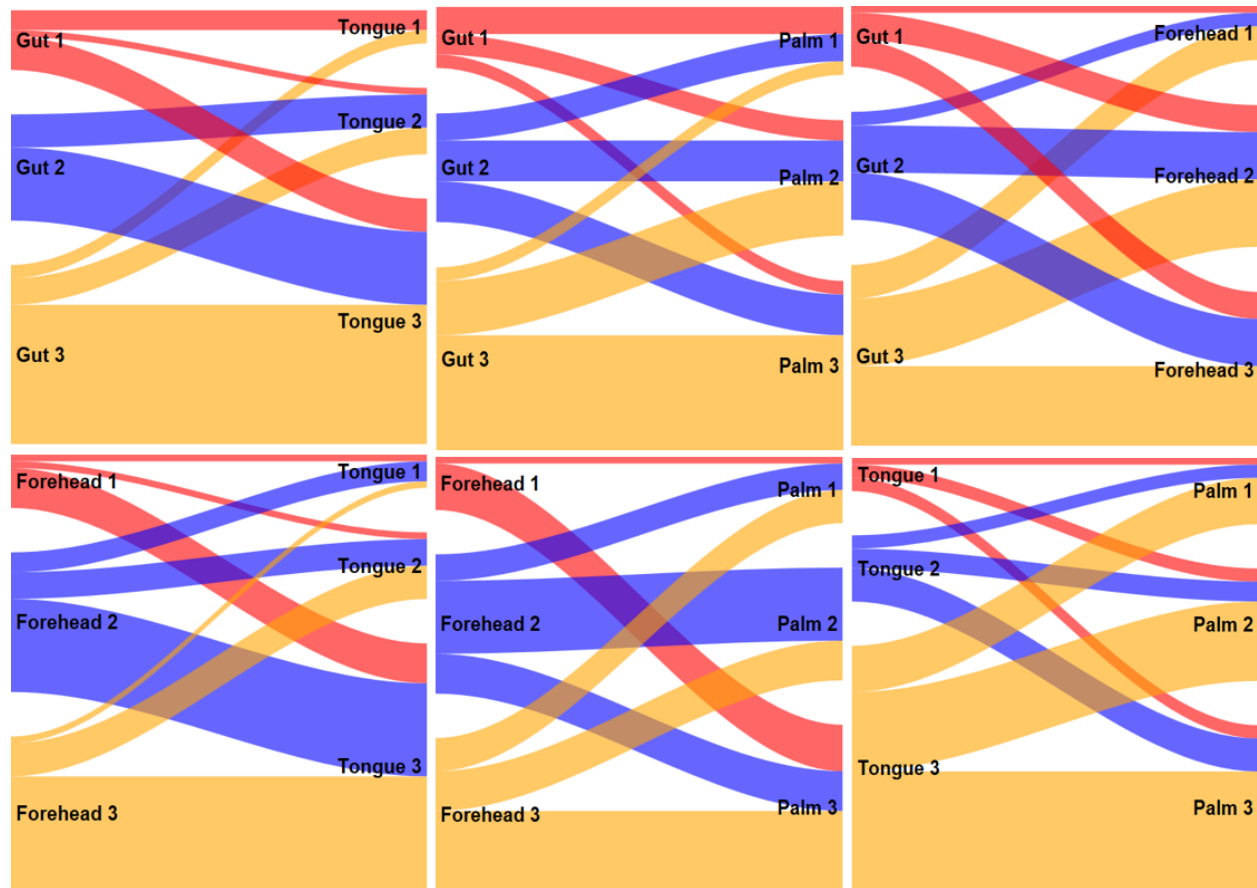 Gut 1
Tongue 1
Gut 2
Tongue 2
Gut 3
Tongue 3
Gut 1
Palm 1
Gut 2
Palm 2
Gut 3
Palm 3
Gut 1
Forehead 1
Gut 2
Forehead 2
Gut 3
Forehead 3
Forehead 1
Tongue 1
Forehead 2
Tongue 2
Forehead 3
Tongue 3
Forehead 1
Palm 1
Forehead 2
Palm 2
Forehead 3
Palm 3
Tongue 1
Palm 1
Tongue 2
Palm 2
Tongue 3
Palm 3